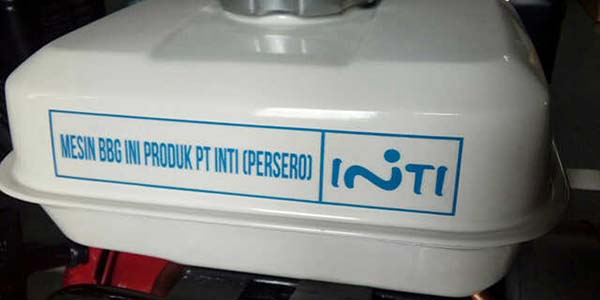 MESIN BBG INI PRODUK PT INTI (PERSERO)
INTI